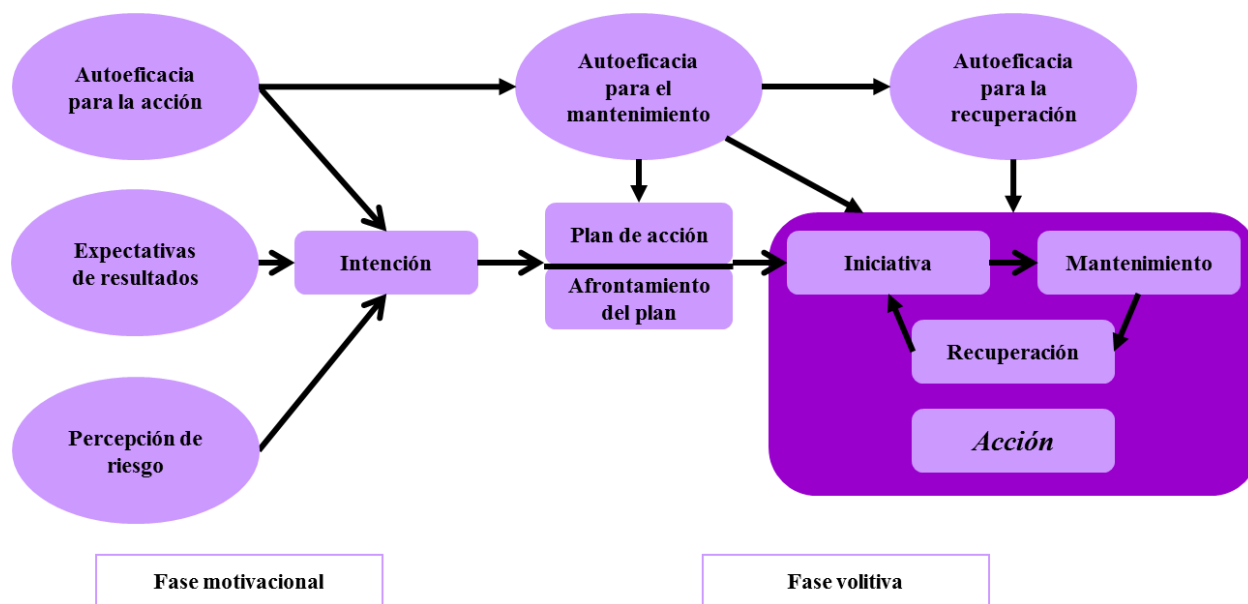 Autoeficacia
para la acción
Autoeficacia
para el
mantenimiento
Autoeficacia
para la
recuperación
Expectativas
de resultados
Intención
Plan de acción
Afrontamiento
del plan
Iniciativa
Mantenimiento
Recuperación
Acción
Percepción de
riesgo
Fase motivacional
Fase volitiva